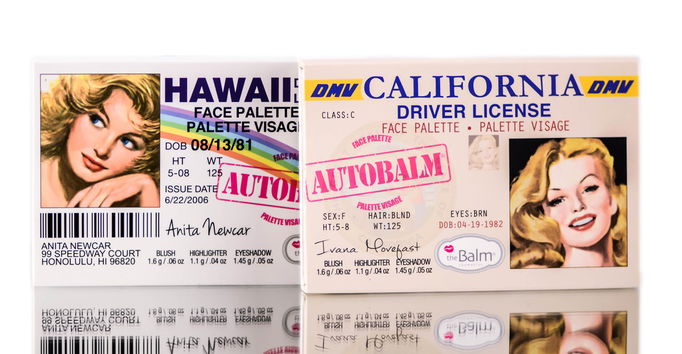 HAWAII
FACE PALETTE
PALETTE VISAGE
DOB 08/13/81
HT WT
5-08 125
ISSUE DATE
6/22/2006
FACE PA
AUTOB
PALETTE VISA
Anita Newcar
ANITA NEWCAR
99 SPEEDWAY COURT
HONOLULU, HI 96820
BLUSH HIGHLIGHTER EYESHADOW
1.6g / .06 oz 1.1g / .04 oz 1.45g / .05 oz
DMV CALIFORNIA DMV
CLASS:C
DRIVER LICENSE
FACE PALETTE • PALETTE VISAGE
FACE PALETTE
AUTOBALM
PALETTE VISAGE
SEX:F HAIR:BLND EYES:BRN
HT:5-8 WT:125 DOB:04-19-1982
Ivana Movefast
BLUSH HIGHLIGHTER EYESHADOW
1.6g / .06 oz 1.1g / .04 oz 1.45g / .05 oz
theBalm